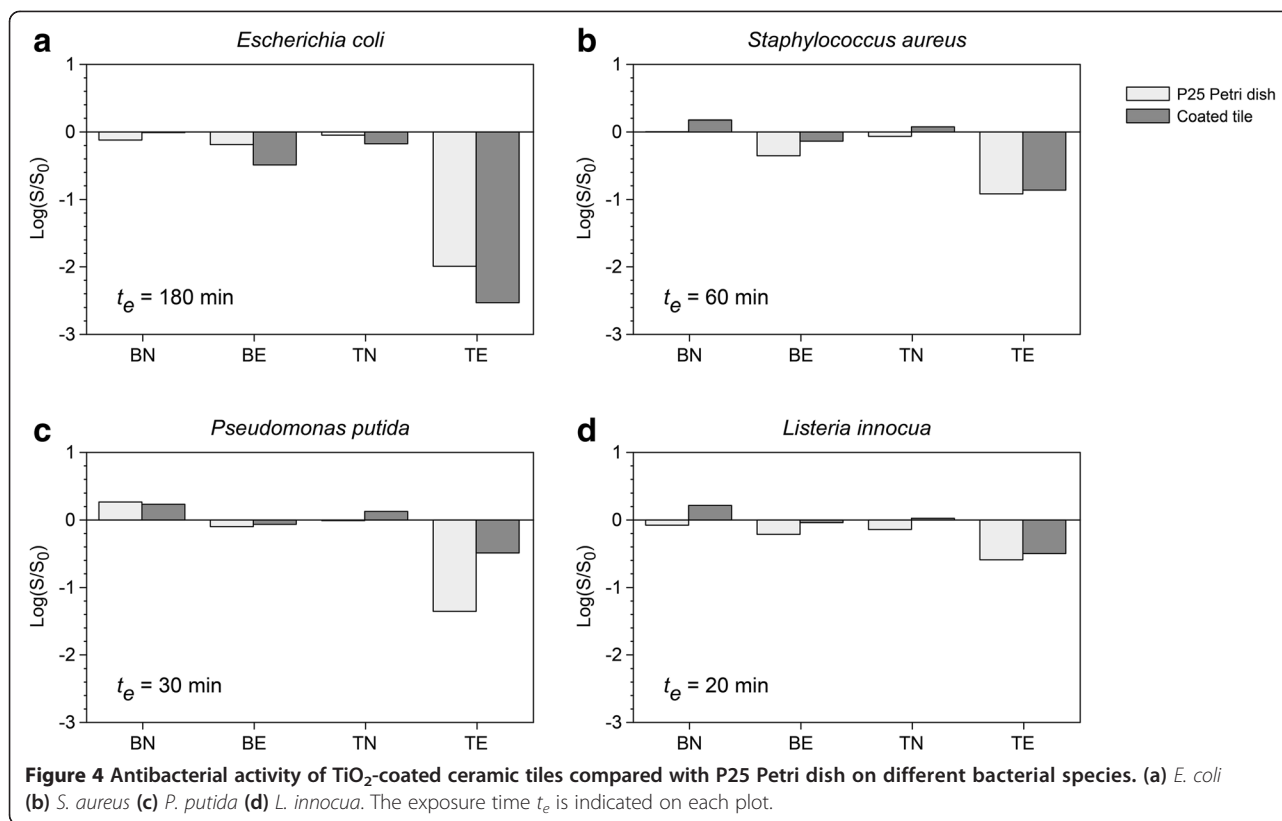 a
Escherichia coli
1
0
-1
-2
-3
Log(S/S0)
te = 180 min
BN BE TN TE
b
Staphylococcus aureus
1
0
-1
-2
-3
Log(S/S0)
te = 60 min
BN BE TN TE
P25 Petri dish
Coated tile
c
Pseudomonas putida
1
0
-1
-2
-3
Log(S/S0)
te = 30 min
BN BE TN TE
d
Listeria innocua
1
0
-1
-2
-3
Log(S/S0)
te = 20 min
BN BE TN TE
Figure 4 Antibacterial activity of TiO2-coated ceramic tiles compared with P25 Petri dish on different bacterial species. (a) E. coli
(b) S. aureus (c) P. putida (d) L. innocua. The exposure time te is indicated on each plot.